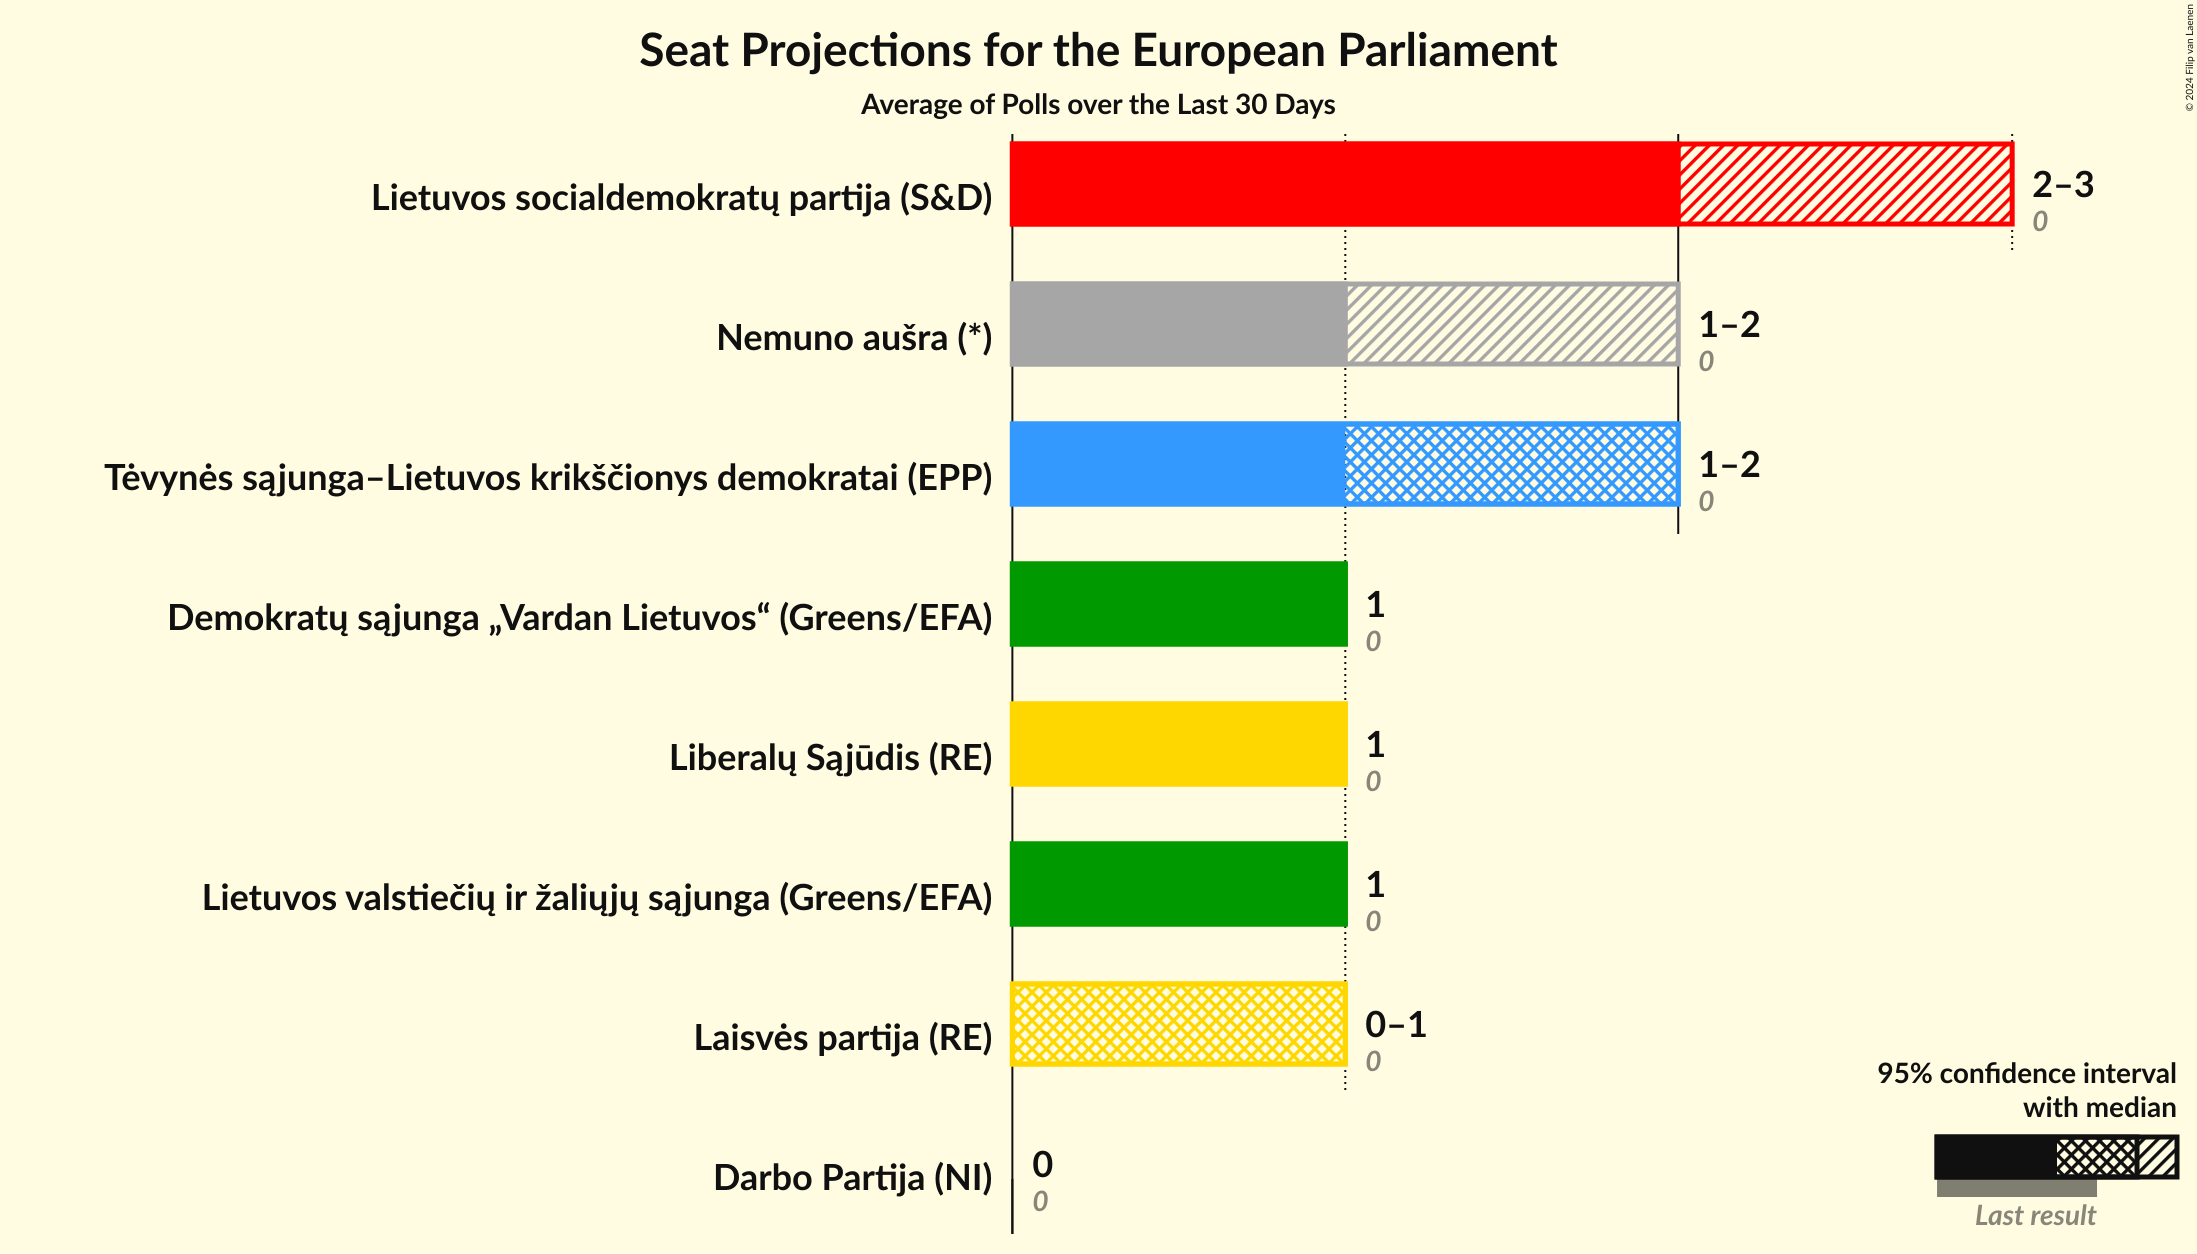 Seat Projections for the European Parliament
Average of Polls over the Last 30 Days
© 2024 Filip van Laenen
Lietuvos socialdemokratų partija (S&D)
2–3
0
Nemuno aušra (*)
1–2
0
Tėvynės sąjunga–Lietuvos krikščionys demokratai (EPP)
1–2
0
Demokratų sąjunga „Vardan Lietuvos“ (Greens/EFA)
1
0
Liberalų Sąjūdis (RE)
1
0
Lietuvos valstiečių ir žaliųjų sąjunga (Greens/EFA)
1
0
Laisvės partija (RE)
0–1
0
Darbo Partija (NI)
0
0
95% confidence interval
with median
Last result